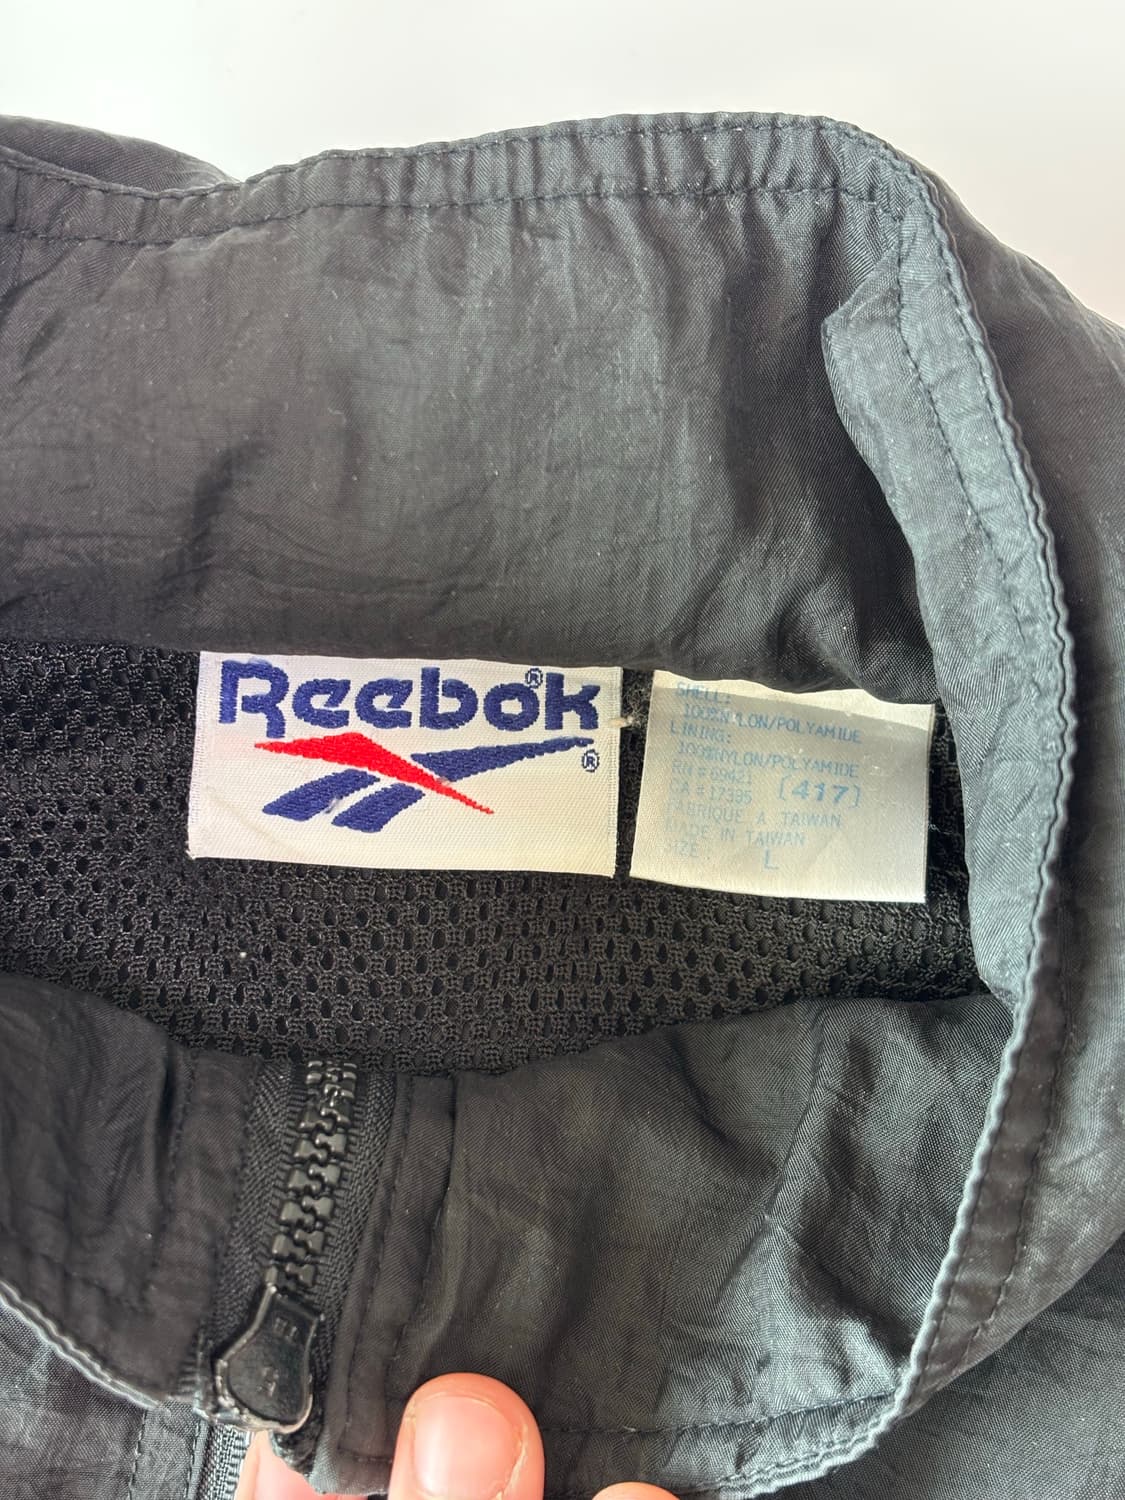 Reebok®
®
SHELL:
100%NYLON/POLYAMIDE
LINING:
100%NYLON/POLYAMIDE
RN #69421
CA #17395 [417]
FABRIQUE A TAIWAN
MADE IN TAIWAN
SIZE: L